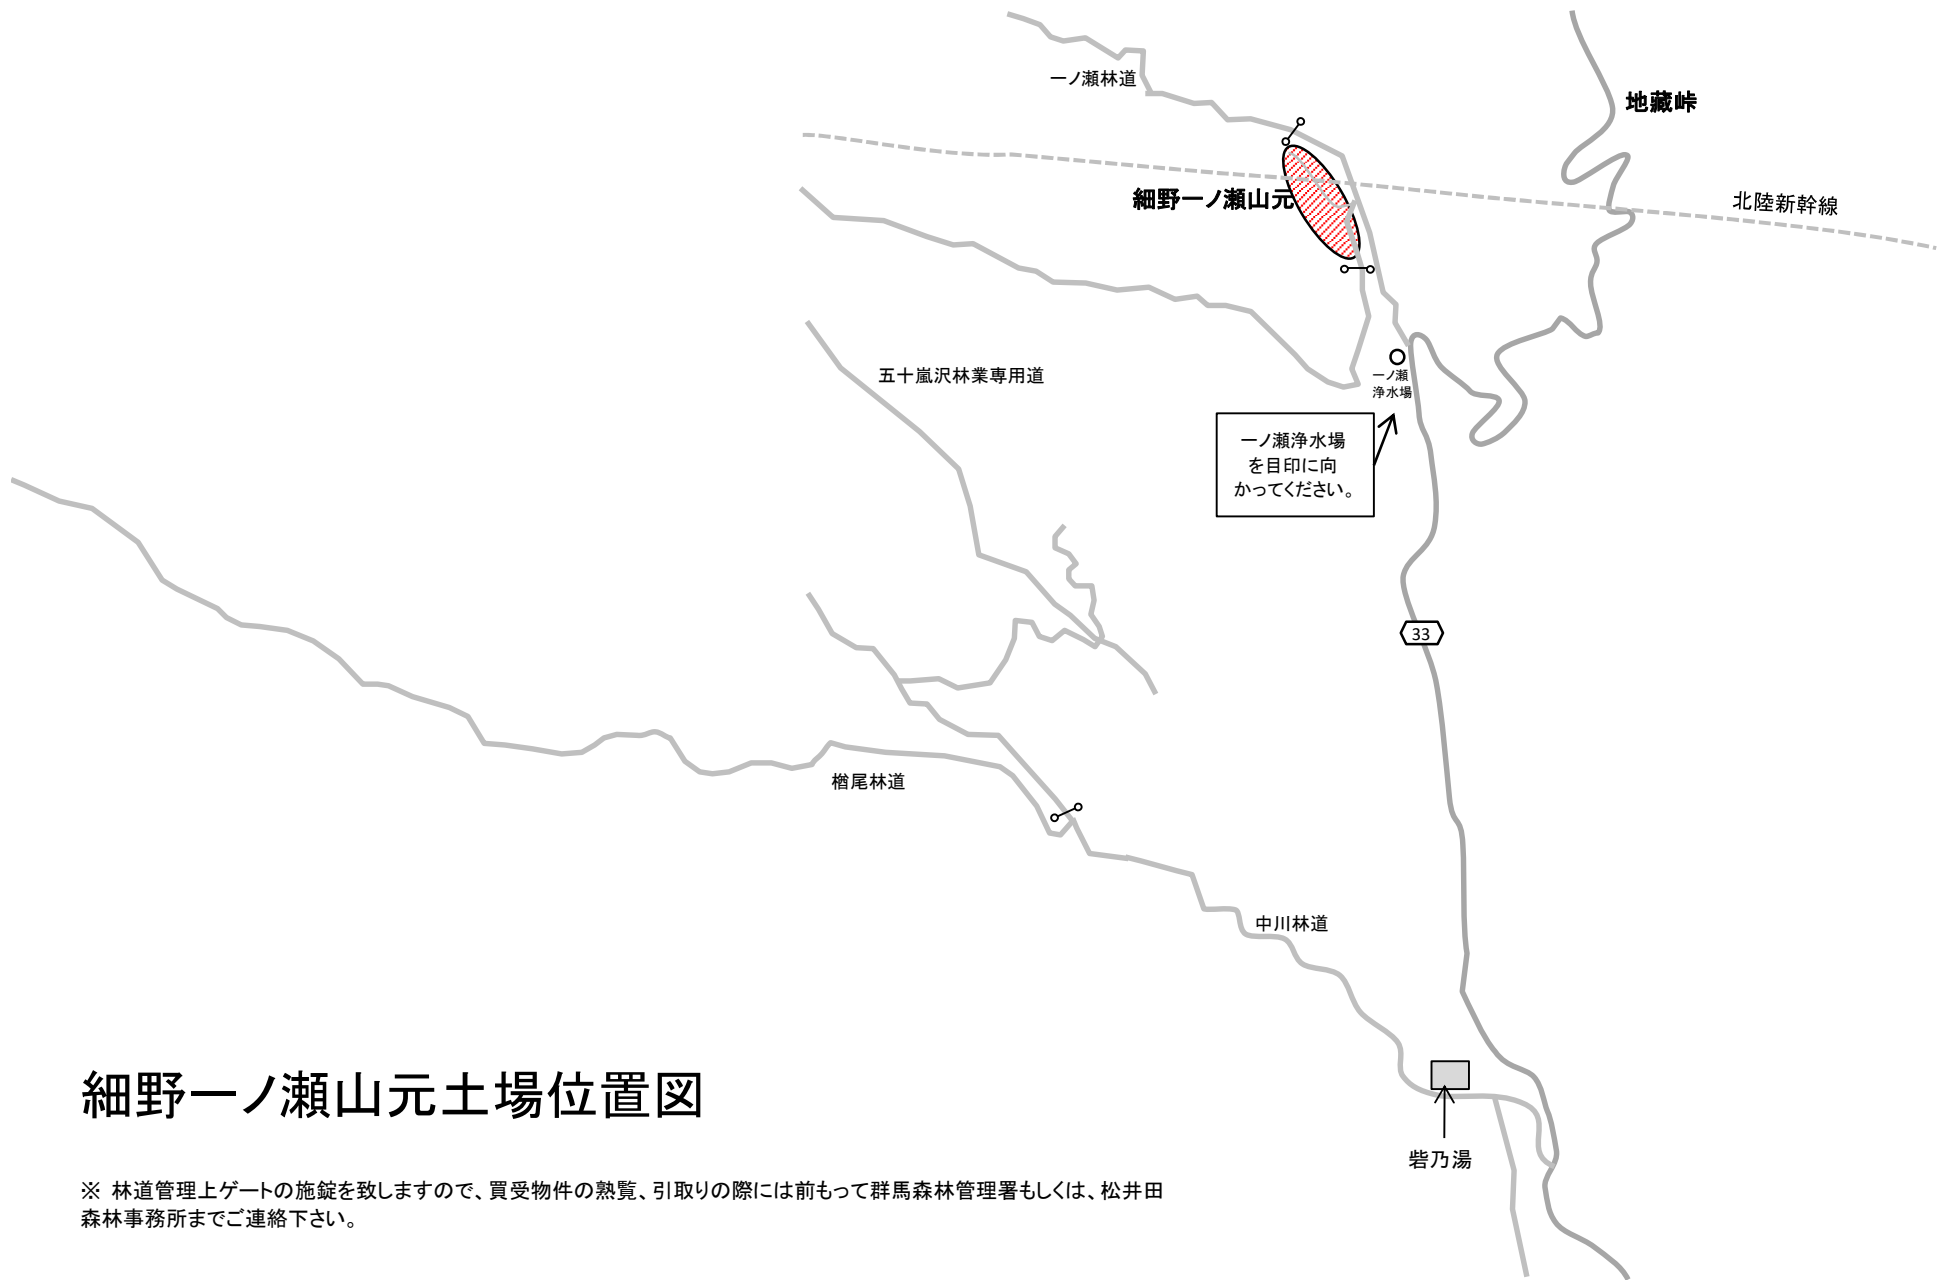 一ノ瀬林道
地蔵峠
細野一ノ瀬山元
北陸新幹線
五十嵐沢林業専用道
一ノ瀬
浄水場
一ノ瀬浄水場
を目印に向
かってください。
33
楢尾林道
中川林道
細野一ノ瀬山元土場位置図
砦乃湯
※ 林道管理上ゲートの施錠を致しますので、買受物件の熟覧、引取りの際には前もって群馬森林管理署もしくは、松井田
森林事務所までご連絡下さい。